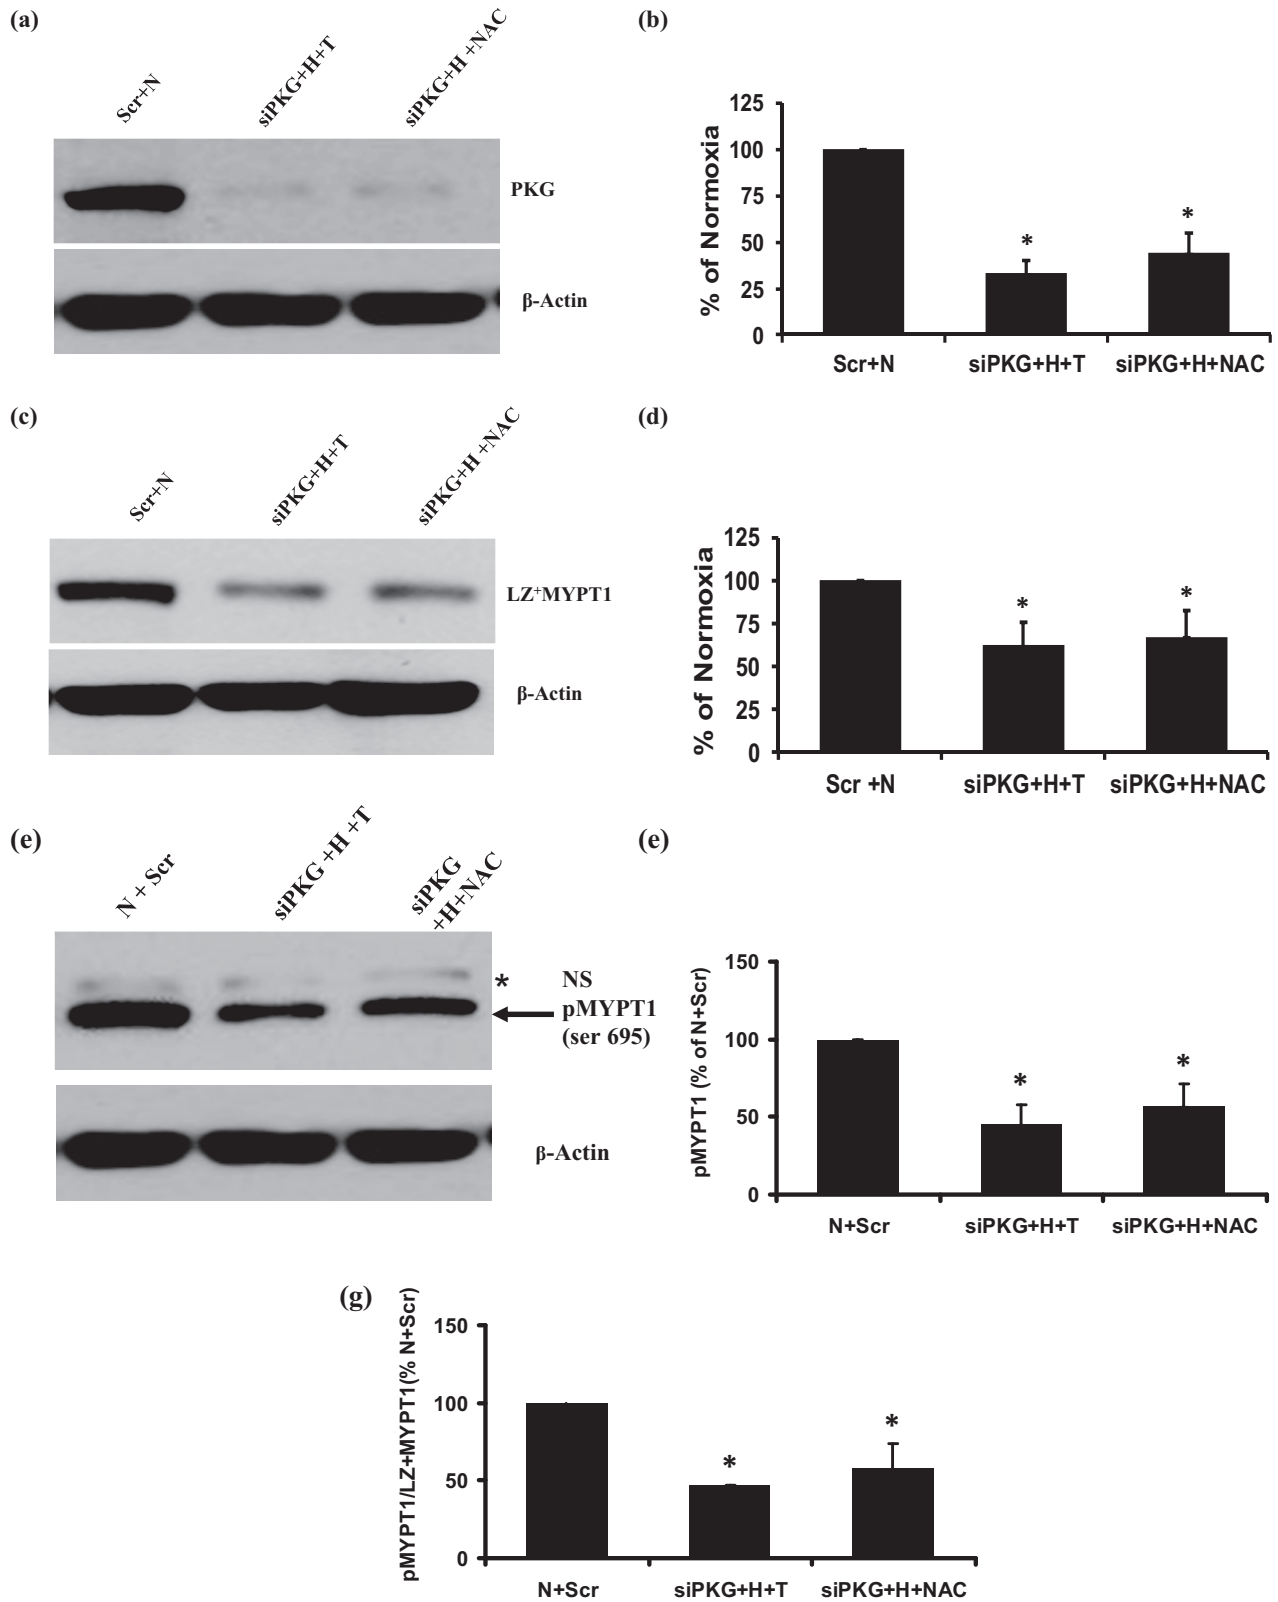 (a)
Scr+N
siPKG+H+T
siPKG+H +NAC
PKG
β-Actin
(b)
% of Normoxia
125
100
75
50
25
0
*
*
Scr+N
siPKG+H+T
siPKG+H+NAC
(c)
Scr+N
siPKG+H+T
siPKG+H +NAC
LZ⁺MYPT1
β-Actin
(d)
% of Normoxia
125
100
75
50
25
0
*
*
Scr +N
siPKG+H+T
siPKG+H+NAC
(e)
N + Scr
siPKG +H +T
siPKG
+H+NAC
*
NS
pMYPT1
(ser 695)
β-Actin
(e)
pMYPT1 (% of N+Scr)
150
100
50
0
*
*
N+Scr
siPKG+H+T
siPKG+H+NAC
(g)
pMYPT1/LZ+MYPT1(% N+Scr)
150
100
50
0
*
*
N+Scr
siPKG+H+T
siPKG+H+NAC